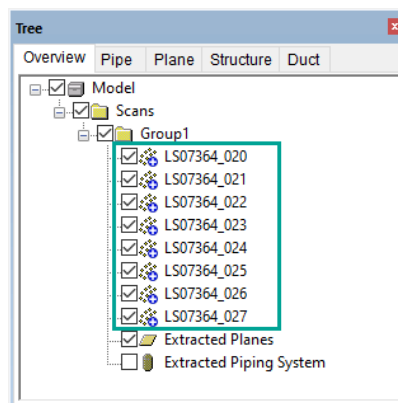 Tree
Overview Pipe Plane Structure Duct
Model
Scans
Group1
LS07364_020
LS07364_021
LS07364_022
LS07364_023
LS07364_024
LS07364_025
LS07364_026
LS07364_027
Extracted Planes
Extracted Piping System